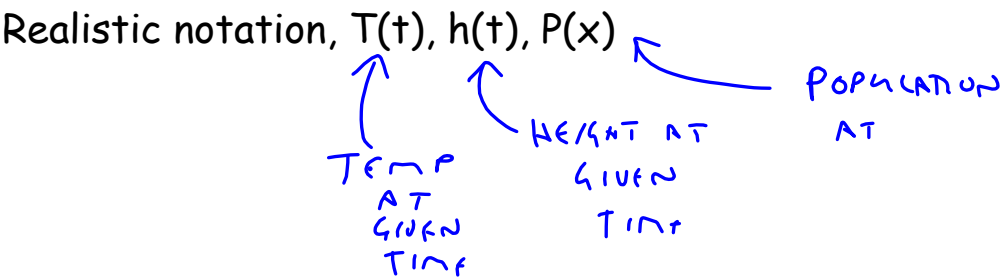 Realistic notation, T(t), h(t), P(x)
POPULATION
AT
HEIGHT AT
GIVEN
TIME
TEMP
AT
GIVEN
TIME